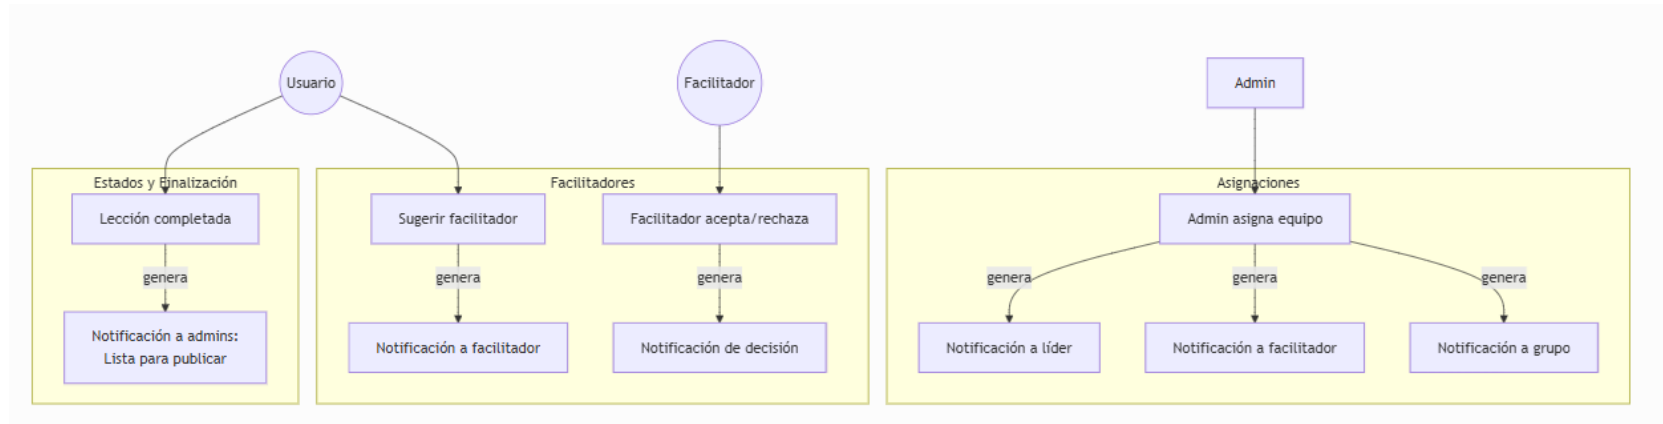 Usuario
Facilitador
Admin
Estados y Finalización
Facilitadores
Asignaciones
Lección completada
Sugerir facilitador
Facilitador acepta/rechaza
Admin asigna equipo
genera
genera
genera
genera
genera
genera
Notificación a admins:
Lista para publicar
Notificación a facilitador
Notificación de decisión
Notificación a líder
Notificación a facilitador
Notificación a grupo